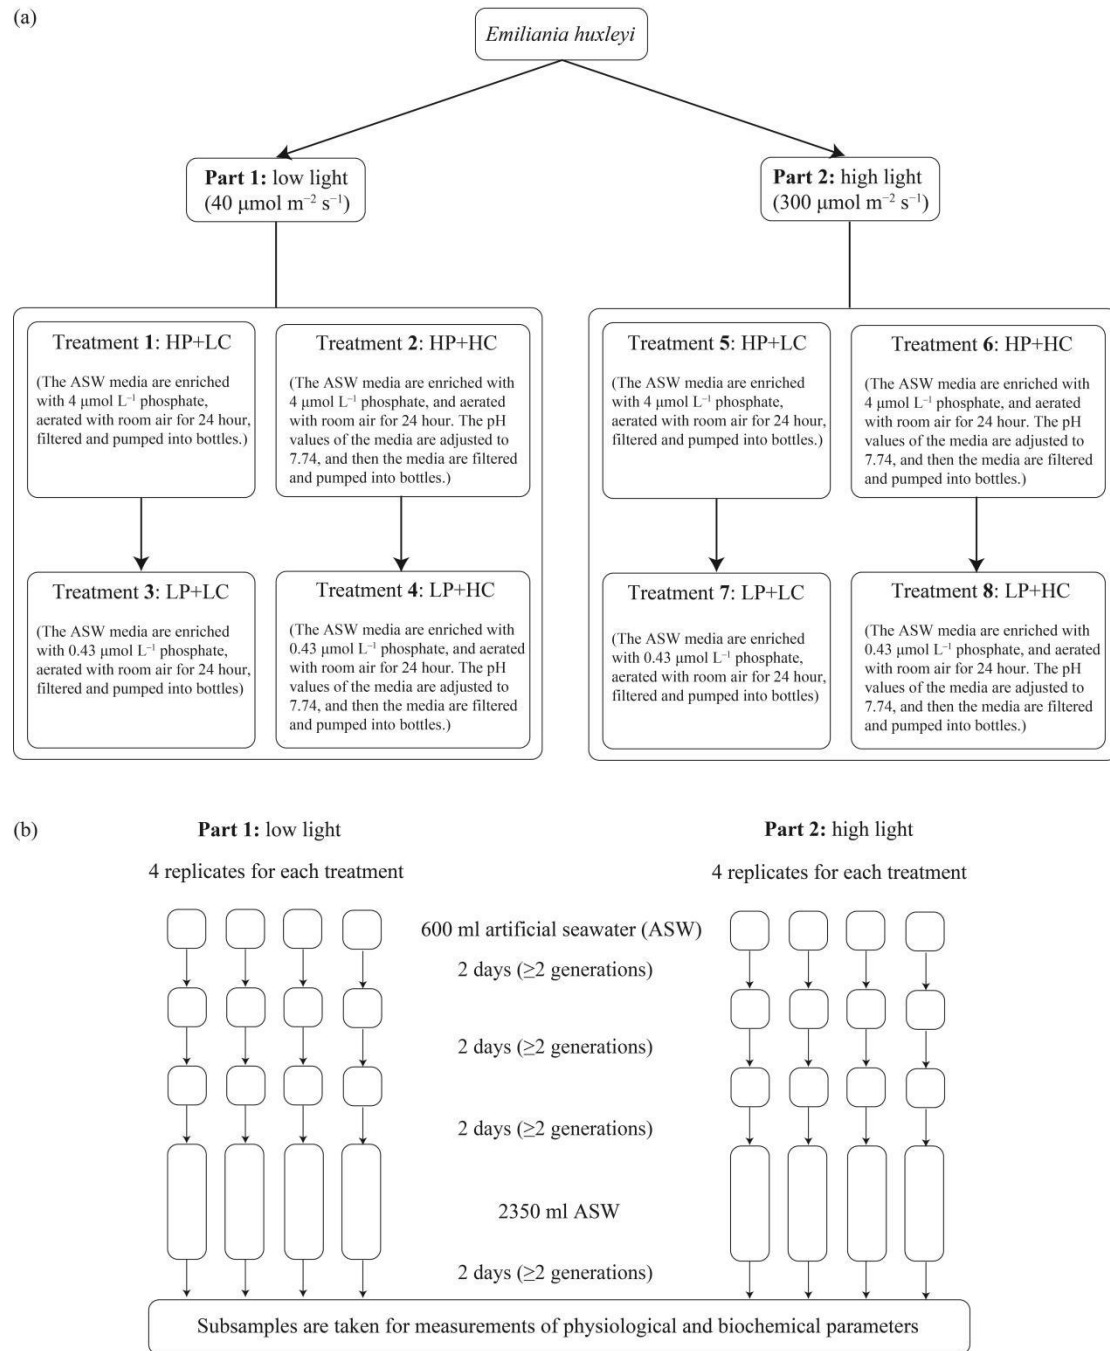 (a)
Emiliania huxleyi
Part 1: low light
(40 μmol m⁻² s⁻¹)
Part 2: high light
(300 μmol m⁻² s⁻¹)
Treatment 1: HP+LC
(The ASW media are enriched
with 4 μmol L⁻¹ phosphate,
aerated with room air for 24 hour,
filtered and pumped into bottles.)
Treatment 2: HP+HC
(The ASW media are enriched with
4 μmol L⁻¹ phosphate, and aerated
with room air for 24 hour. The pH
values of the media are adjusted to
7.74, and then the media are filtered
and pumped into bottles.)
Treatment 3: LP+LC
(The ASW media are enriched
with 0.43 μmol L⁻¹ phosphate,
aerated with room air for 24 hour,
filtered and pumped into bottles)
Treatment 4: LP+HC
(The ASW media are enriched with
0.43 μmol L⁻¹ phosphate, and aerated
with room air for 24 hour. The pH
values of the media are adjusted to
7.74, and then the media are filtered
and pumped into bottles.)
Treatment 5: HP+LC
(The ASW media are enriched
with 4 μmol L⁻¹ phosphate,
aerated with room air for 24 hour,
filtered and pumped into bottles.)
Treatment 6: HP+HC
(The ASW media are enriched with
4 μmol L⁻¹ phosphate, and aerated
with room air for 24 hour. The pH
values of the media are adjusted to
7.74, and then the media are filtered
and pumped into bottles.)
Treatment 7: LP+LC
(The ASW media are enriched
with 0.43 μmol L⁻¹ phosphate,
aerated with room air for 24 hour,
filtered and pumped into bottles)
Treatment 8: LP+HC
(The ASW media are enriched with
0.43 μmol L⁻¹ phosphate, and aerated
with room air for 24 hour. The pH
values of the media are adjusted to
7.74, and then the media are filtered
and pumped into bottles.)
(b)
Part 1: low light
4 replicates for each treatment
Part 2: high light
4 replicates for each treatment
600 ml artificial seawater (ASW)
2 days (≥2 generations)
2 days (≥2 generations)
2 days (≥2 generations)
2350 ml ASW
2 days (≥2 generations)
Subsamples are taken for measurements of physiological and biochemical parameters